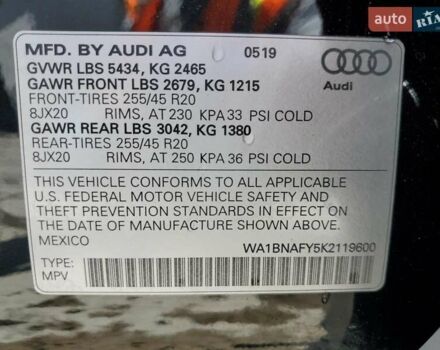 AUTO RIA
MFD. BY AUDI AG 0519
GVWR LBS 5434, KG 2465
GAWR FRONT LBS 2679, KG 1215
FRONT-TIRES 255/45 R20
8JX20 RIMS, AT 230 KPA 33 PSI COLD
GAWR REAR LBS 3042, KG 1380
REAR-TIRES 255/45 R20
8JX20 RIMS, AT 250 KPA 36 PSI COLD
Audi
THIS VEHICLE CONFORMS TO ALL APPLICABLE
U.S. FEDERAL MOTOR VEHICLE SAFETY AND
THEFT PREVENTION STANDARDS IN EFFECT ON
THE DATE OF MANUFACTURE SHOWN ABOVE.
MEXICO WA1BNAFY5K2119600
TYPE:
MPV